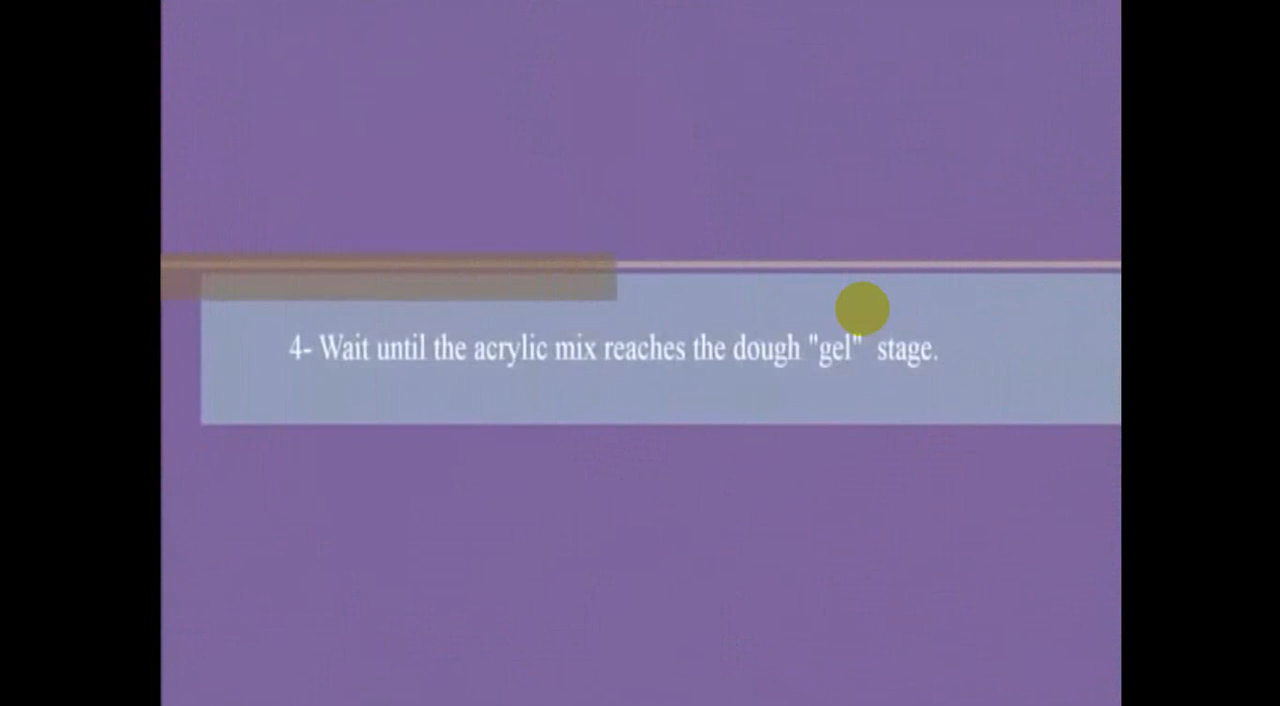 4- Wait until the acrylic mix reaches the dough "gel" stage.